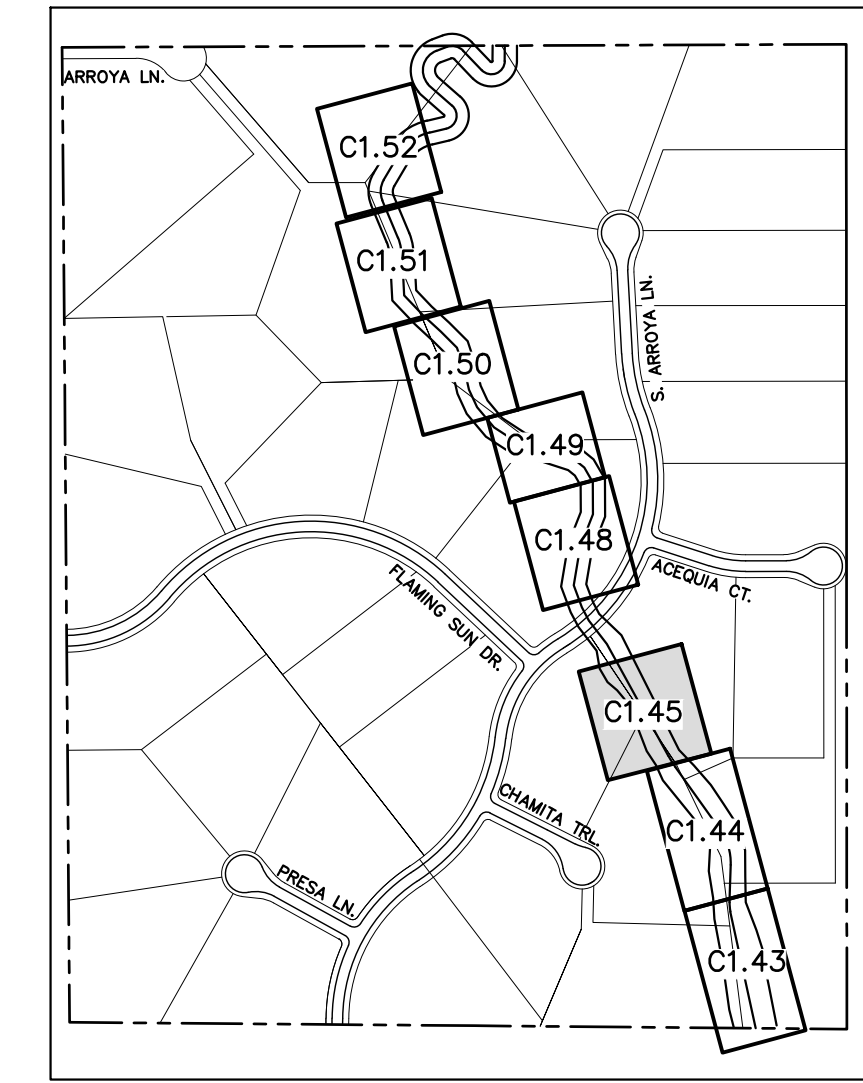 ARROYA LN.
C1.52
C1.51
S. ARROYA LN.
C1.50
C1.49
C1.48
ACEQUIA CT.
FLAMING SUN DR.
C1.45
CHAMITA TRL.
C1.44
PRESA LN.
C1.43